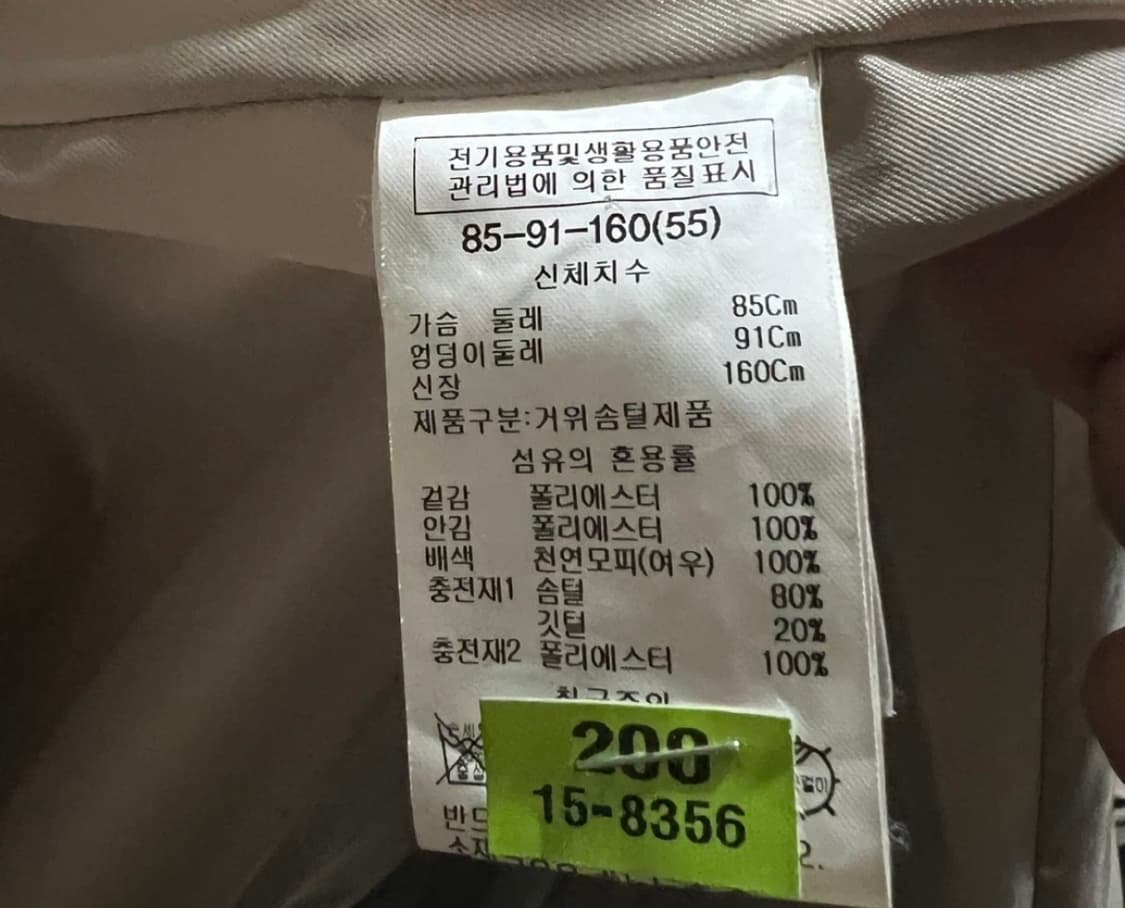 전기용품및생활용품안전
관리법에 의한 품질표시
85-91-160(55)
신체치수
가슴 둘레 85Cm
엉덩이둘레 91Cm
신장 160Cm
제품구분:거위솜털제품
섬유의 혼용률
겉감 폴리에스터 100%
안김 폴리에스터 100%
배색 천연모피(여우) 100%
충전재1 솜털 80%
깃털 20%
충전재2 폴리에스터 100%
200
15-8356